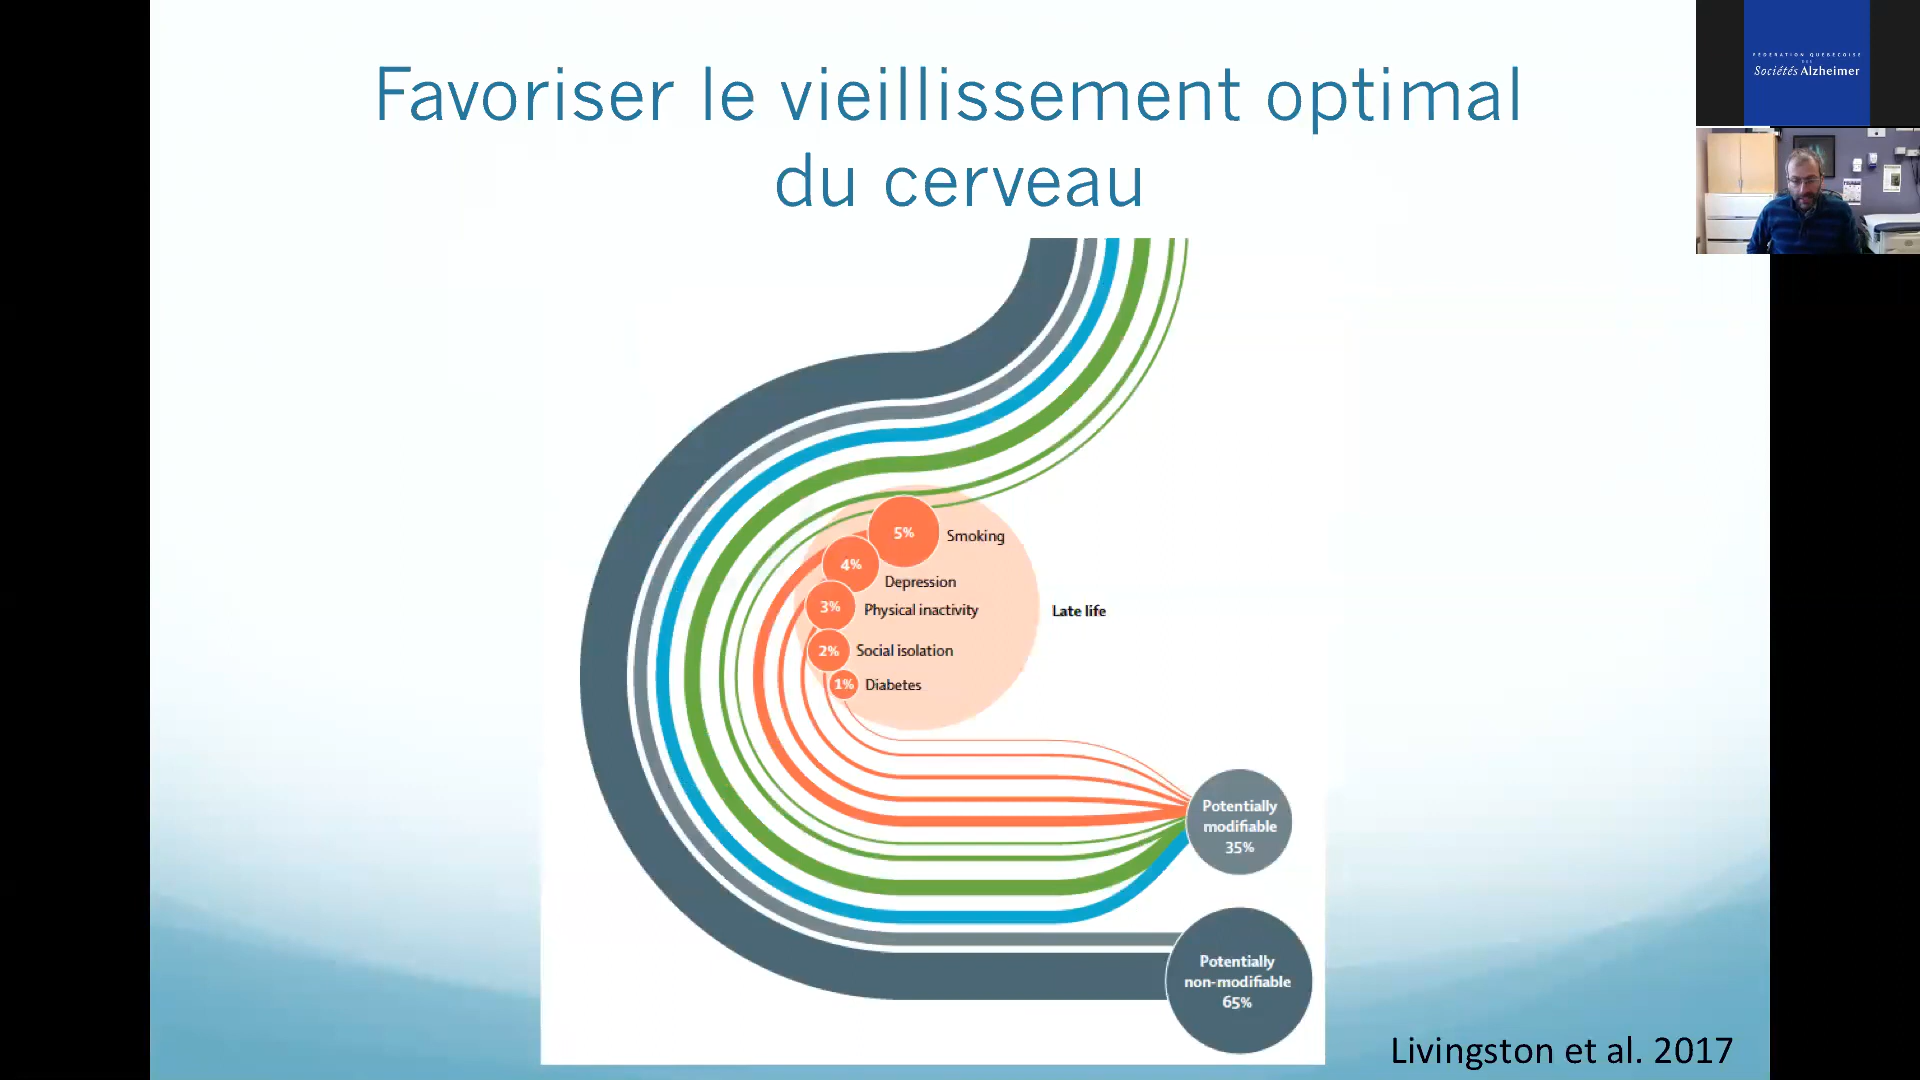 Favoriser le vieillissement optimal
du cerveau
FÉDÉRATION QUÉBÉCOISE
DES
Sociétés Alzheimer
5%
Smoking
4%
Depression
3%
Physical inactivity
Late life
2%
Social isolation
1%
Diabetes
Potentially
modifiable
35%
Potentially
non-modifiable
65%
Livingston et al. 2017